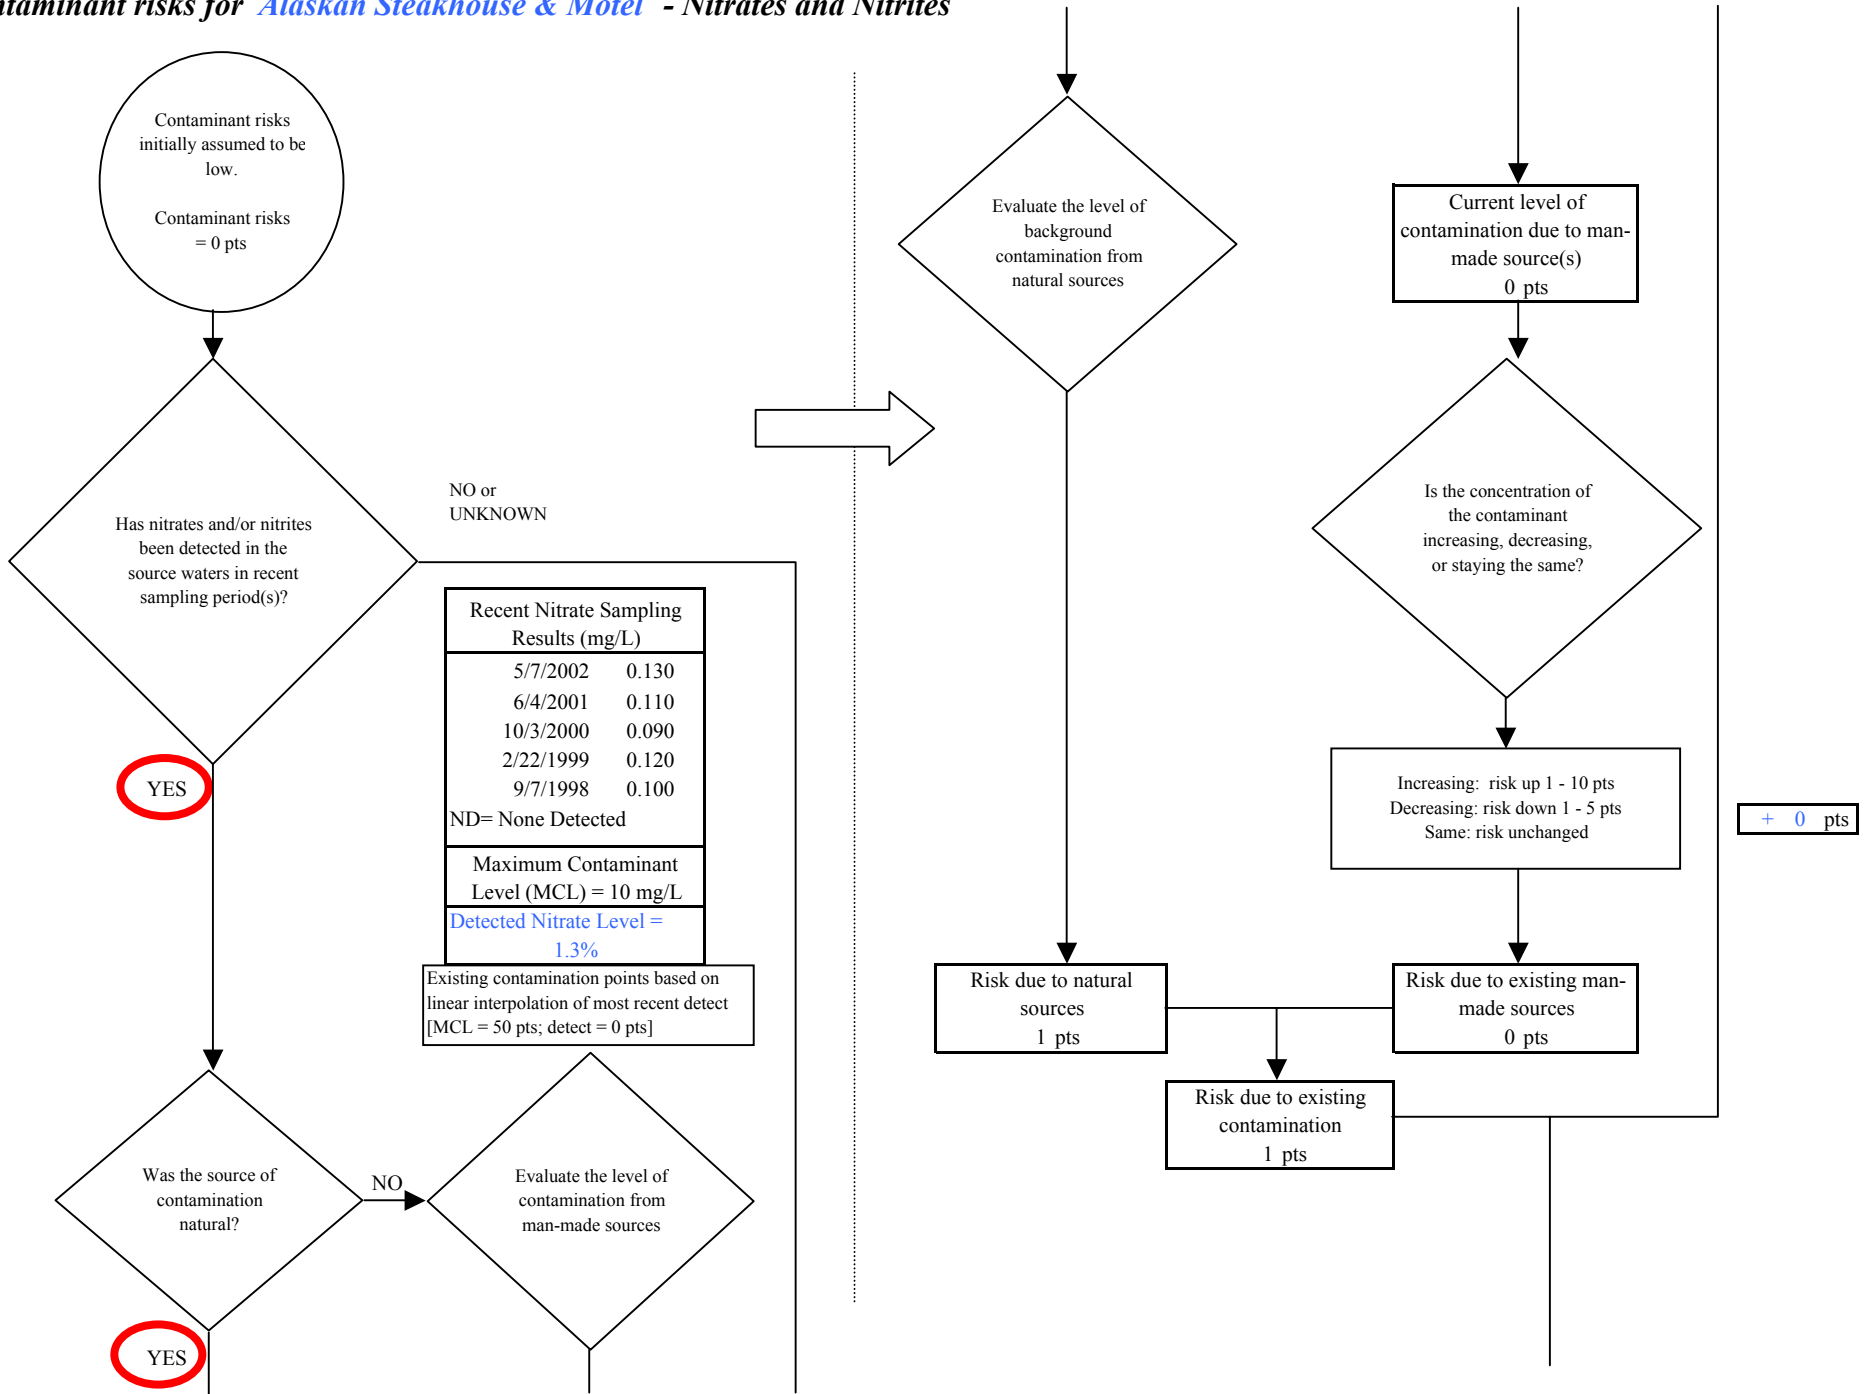 ntaminant risks for Alaskan Steakhouse & Motel - Nitrates and Nitrites
Contaminant risks
initially assumed to be
low.
Contaminant risks
= 0 pts
Has nitrates and/or nitrites
been detected in the
source waters in recent
sampling period(s)?
NO or
UNKNOWN
YES
Recent Nitrate Sampling
Results (mg/L)
5/7/2002 0.130
6/4/2001 0.110
10/3/2000 0.090
2/22/1999 0.120
9/7/1998 0.100
ND= None Detected
Maximum Contaminant
Level (MCL) = 10 mg/L
Detected Nitrate Level =
1.3%
Existing contamination points based on
linear interpolation of most recent detect
[MCL = 50 pts; detect = 0 pts]
Was the source of
contamination
natural?
NO
Evaluate the level of
contamination from
man-made sources
YES
Evaluate the level of
background
contamination from
natural sources
Current level of
contamination due to man-
made source(s)
0 pts
Is the concentration of
the contaminant
increasing, decreasing,
or staying the same?
Increasing: risk up 1 - 10 pts
Decreasing: risk down 1 - 5 pts
Same: risk unchanged
+ 0 pts
Risk due to natural
sources
1 pts
Risk due to existing man-
made sources
0 pts
Risk due to existing
contamination
1 pts